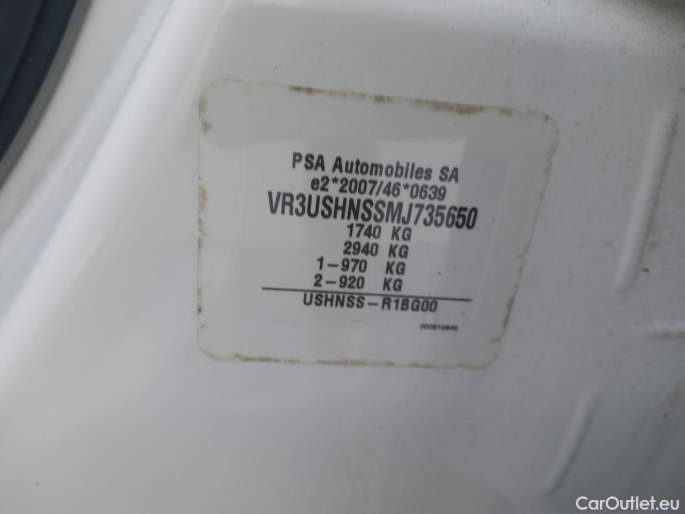 PSA Automobiles SA
e2*2007/46*0639
VR3USHNSSMJ735650
1740 KG
2940 KG
1-970 KG
2-920 KG
USHNSS-R1BG00
CarOutlet.eu